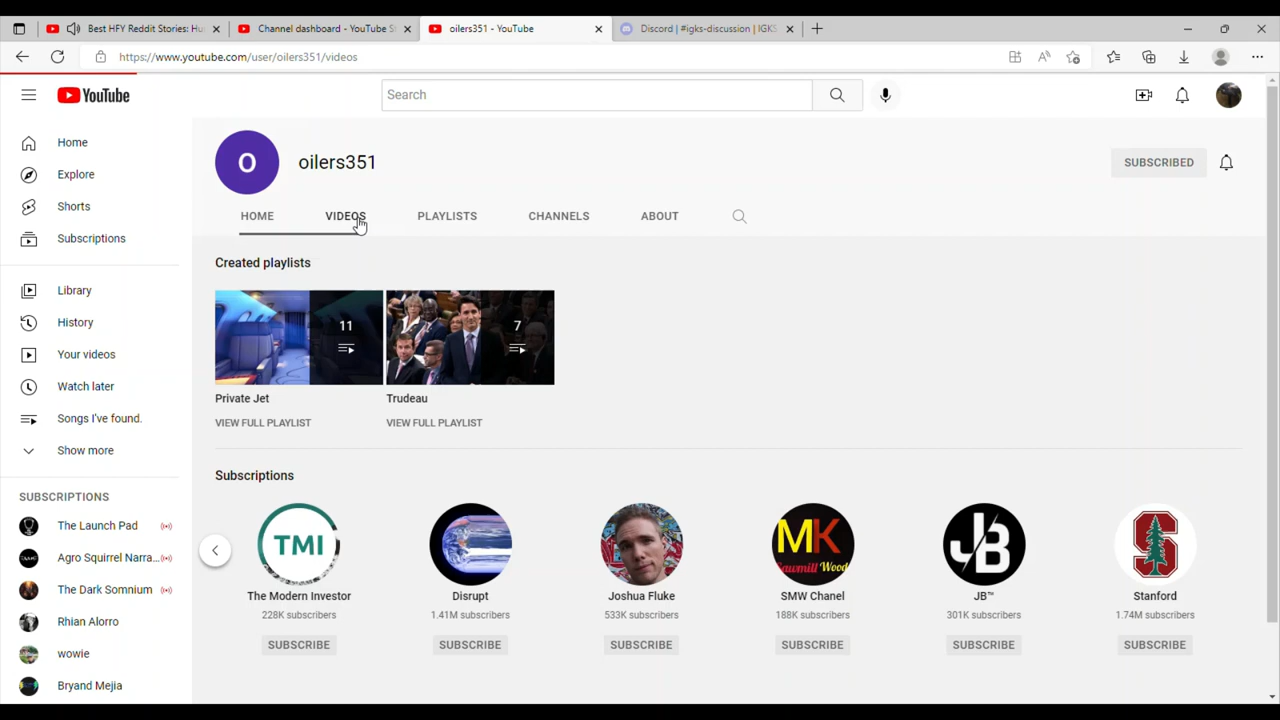 Best HFY Reddit Stories: Hu
Channel dashboard - YouTube S
oilers351 - YouTube
Discord | #igks-discussion | IGKS
https://www.youtube.com/user/oilers351/videos
YouTube
Search
Home
Explore
Shorts
Subscriptions
Library
History
Your videos
Watch later
Songs I've found.
Show more
SUBSCRIPTIONS
The Launch Pad
Agro Squirrel Narra...
The Dark Somnium
Rhian Alorro
wowie
Bryand Mejia
O
oilers351
SUBSCRIBED
HOME VIDEOS PLAYLISTS CHANNELS ABOUT
Created playlists
11
7
Private Jet
Trudeau
VIEW FULL PLAYLIST
VIEW FULL PLAYLIST
Subscriptions
TMI
MK
Sawmill Wood
JB
S
The Modern Investor
Disrupt
Joshua Fluke
SMW Chanel
JB™
Stanford
228K subscribers
1.41M subscribers
533K subscribers
188K subscribers
301K subscribers
1.74M subscribers
SUBSCRIBE
SUBSCRIBE
SUBSCRIBE
SUBSCRIBE
SUBSCRIBE
SUBSCRIBE